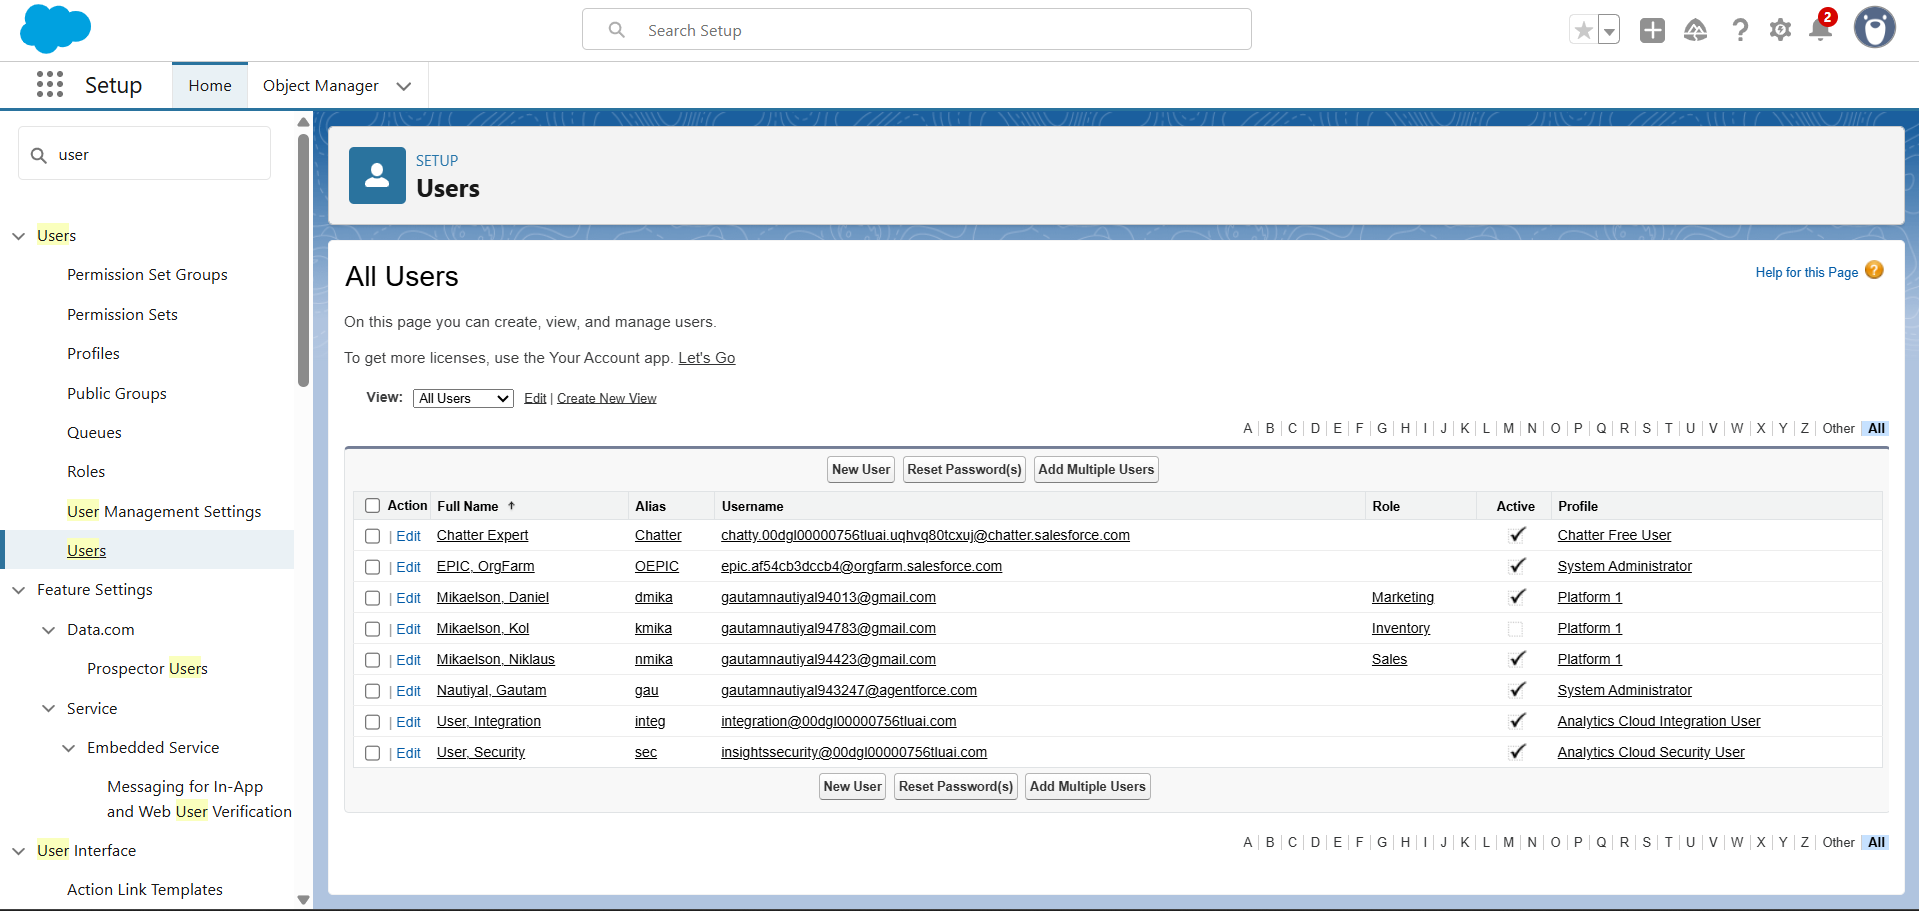 Search Setup
2
Setup
Home
Object Manager
user
Users
Permission Set Groups
Permission Sets
Profiles
Public Groups
Queues
Roles
User Management Settings
Users
Feature Settings
Data.com
Prospector Users
Service
Embedded Service
Messaging for In-App
and Web User Verification
User Interface
Action Link Templates
SETUP
Users
All Users
Help for this Page ?
On this page you can create, view, and manage users.
To get more licenses, use the Your Account app. Let's Go
View: All Users Edit | Create New View
A | B | C | D | E | F | G | H | I | J | K | L | M | N | O | P | Q | R | S | T | U | V | W | X | Y | Z | Other | All
New User Reset Password(s) Add Multiple Users
Action Full Name ↑ Alias Username Role Active Profile
| Edit Chatter Expert Chatter chatty.00dgl00000756tluai.uqhvq80tcxuj@chatter.salesforce.com Chatter Free User
| Edit EPIC, OrgFarm OEPIC epic.af54cb3dccb4@orgfarm.salesforce.com System Administrator
| Edit Mikaelson, Daniel dmika gautamnautiyal94013@gmail.com Marketing Platform 1
| Edit Mikaelson, Kol kmika gautamnautiyal94783@gmail.com Inventory Platform 1
| Edit Mikaelson, Niklaus nmika gautamnautiyal94423@gmail.com Sales Platform 1
| Edit Nautiyal, Gautam gau gautamnautiyal943247@agentforce.com System Administrator
| Edit User, Integration integ integration@00dgl00000756tluai.com Analytics Cloud Integration User
| Edit User, Security sec insightssecurity@00dgl00000756tluai.com Analytics Cloud Security User
New User Reset Password(s) Add Multiple Users
A | B | C | D | E | F | G | H | I | J | K | L | M | N | O | P | Q | R | S | T | U | V | W | X | Y | Z | Other | All